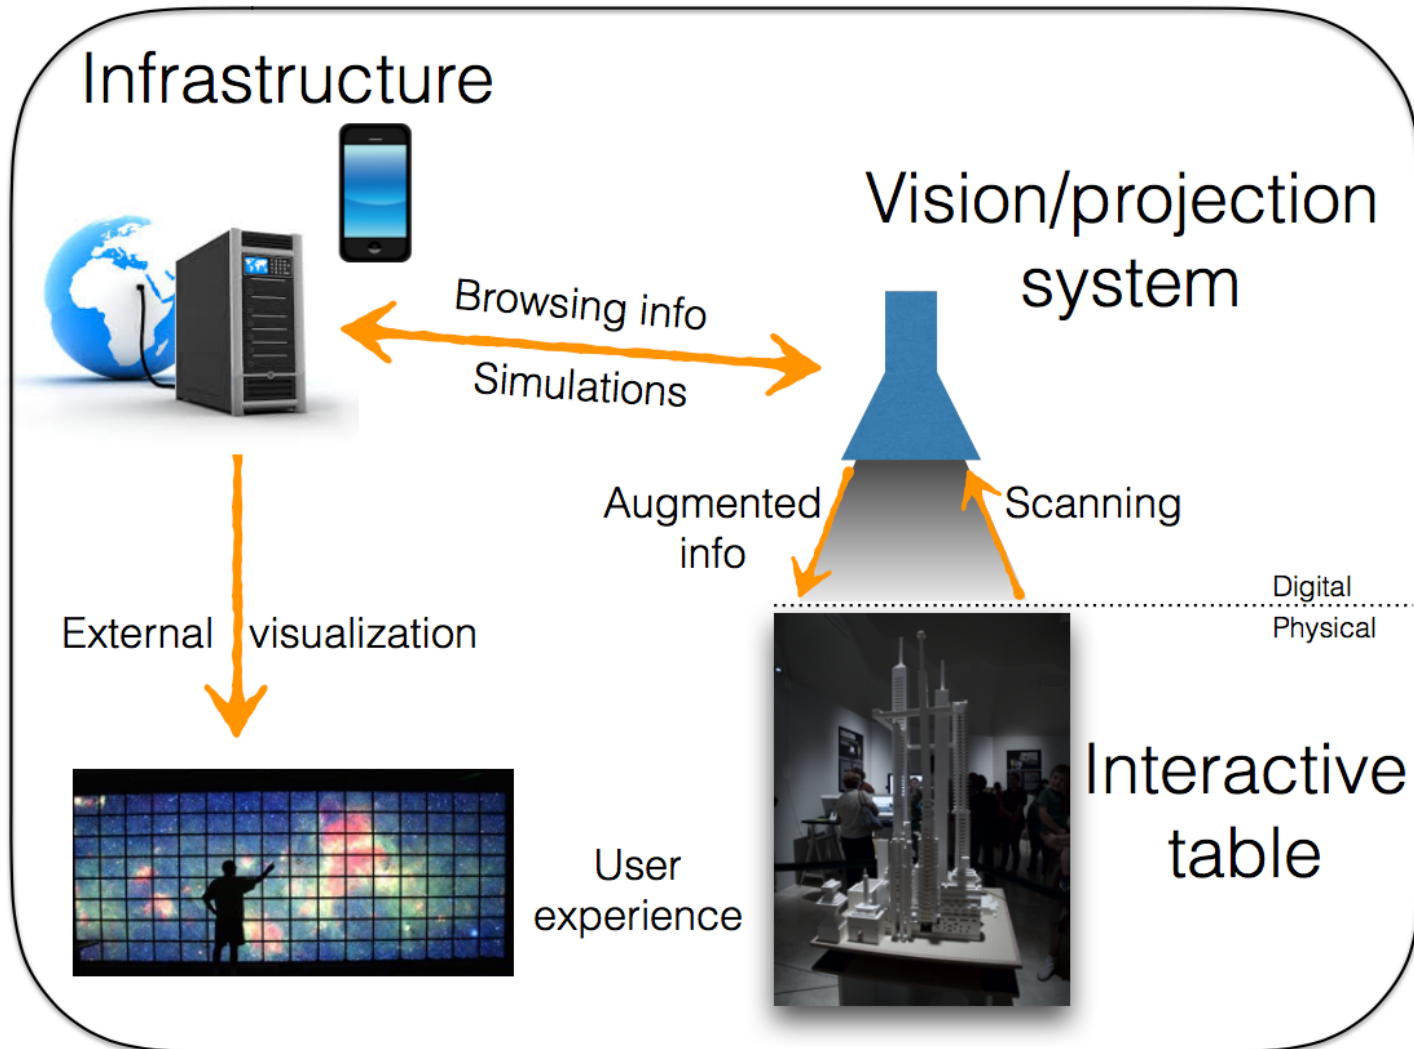 Infrastructure
Vision/projection
system
Browsing info
Simulations
Augmented
info
Scanning
Digital
Physical
External visualization
Interactive
table
User
experience